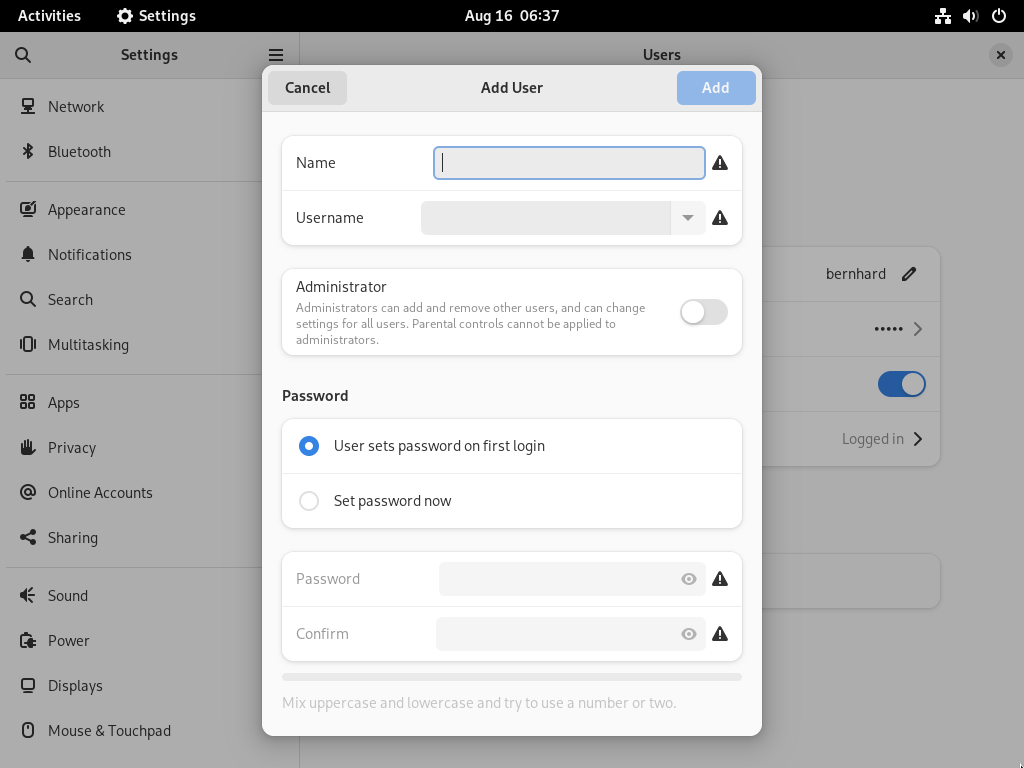 Activities
Settings
Aug 16 06:37
Settings
Users
Network
Bluetooth
Appearance
Notifications
Search
Multitasking
Apps
Privacy
Online Accounts
Sharing
Sound
Power
Displays
Mouse & Touchpad
Cancel
Add User
Add
Name
Username
Administrator
Administrators can add and remove other users, and can change
settings for all users. Parental controls cannot be applied to
administrators.
Password
User sets password on first login
Set password now
Password
Confirm
Mix uppercase and lowercase and try to use a number or two.
bernhard
•••••
Logged in